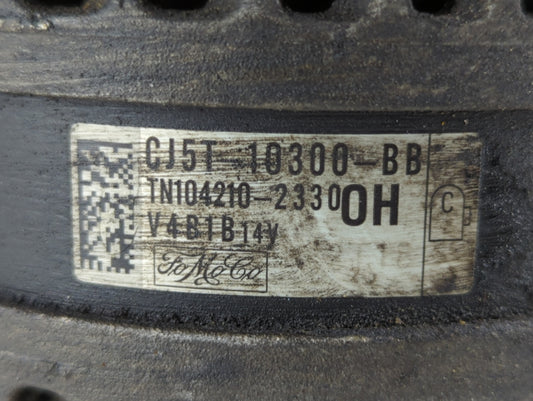 CJ5T-10300-BB
TN104210-2330 OH
V4B1B 14V
FoMoCo
C